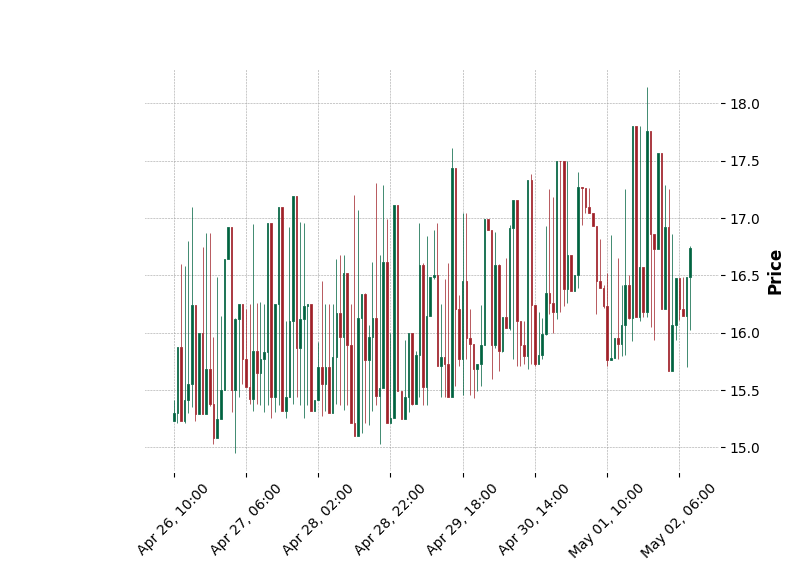 18.0
17.5
17.0
16.5
16.0
15.5
15.0
Price
Apr 26, 10:00
Apr 27, 06:00
Apr 28, 02:00
Apr 28, 22:00
Apr 29, 18:00
Apr 30, 14:00
May 01, 10:00
May 02, 06:00